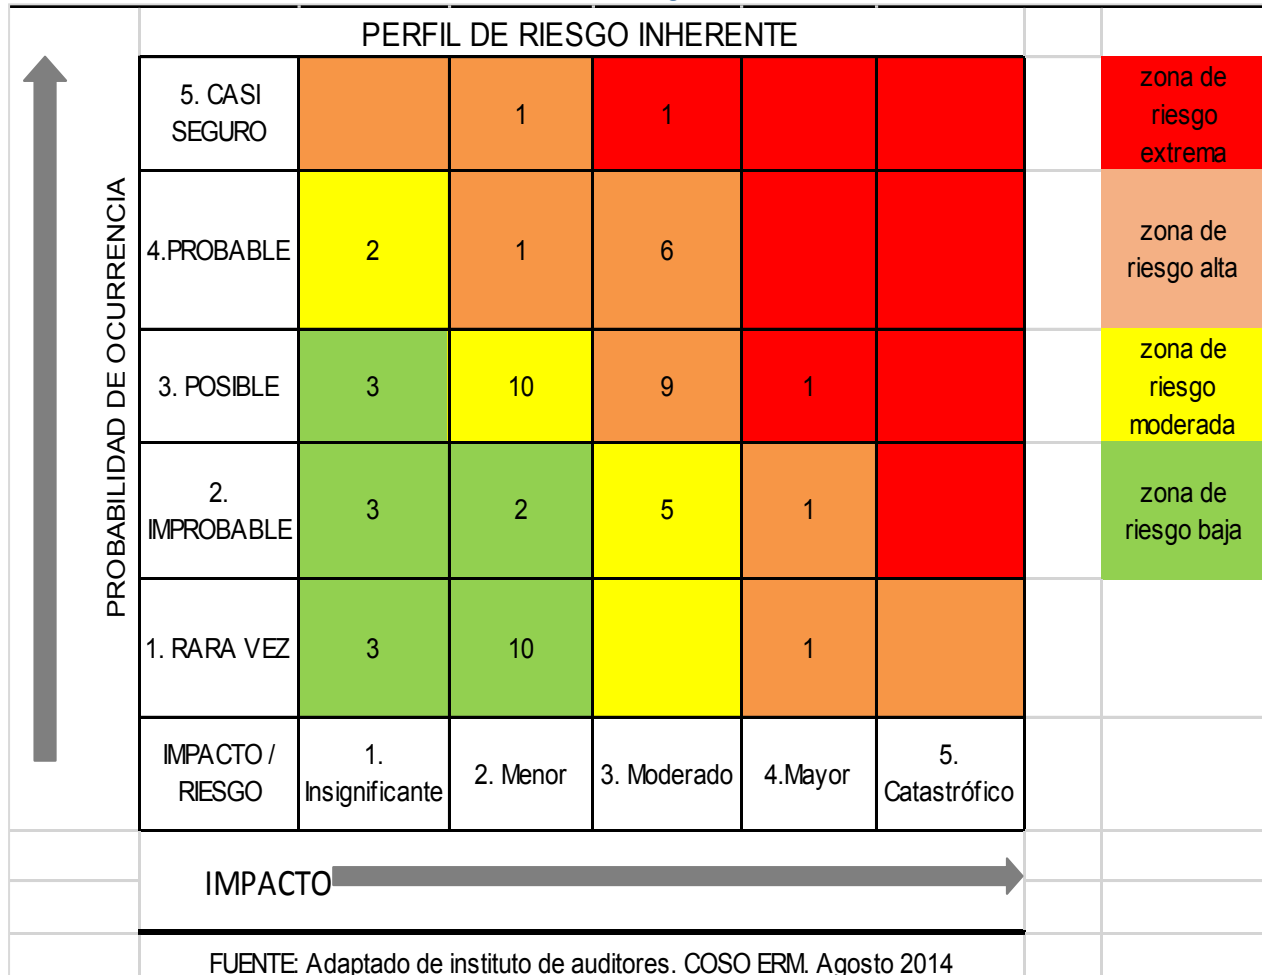 PERFIL DE RIESGO INHERENTE
PROBABILIDAD DE OCURRENCIA
5. CASI
SEGURO
1
1
zona de
riesgo
extrema
4.PROBABLE
2
1
6
zona de
riesgo alta
3. POSIBLE
3
10
9
1
zona de
riesgo
moderada
2.
IMPROBABLE
3
2
5
1
zona de
riesgo baja
1. RARA VEZ
3
10
1
IMPACTO /
RIESGO
1.
Insignificante
2. Menor
3. Moderado
4.Mayor
5.
Catastrófico
IMPACTO
FUENTE: Adaptado de instituto de auditores. COSO ERM. Agosto 2014